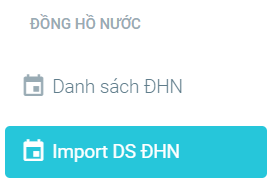 ĐỒNG HỒ NƯỚC
Danh sách ĐHN
Import DS ĐHN